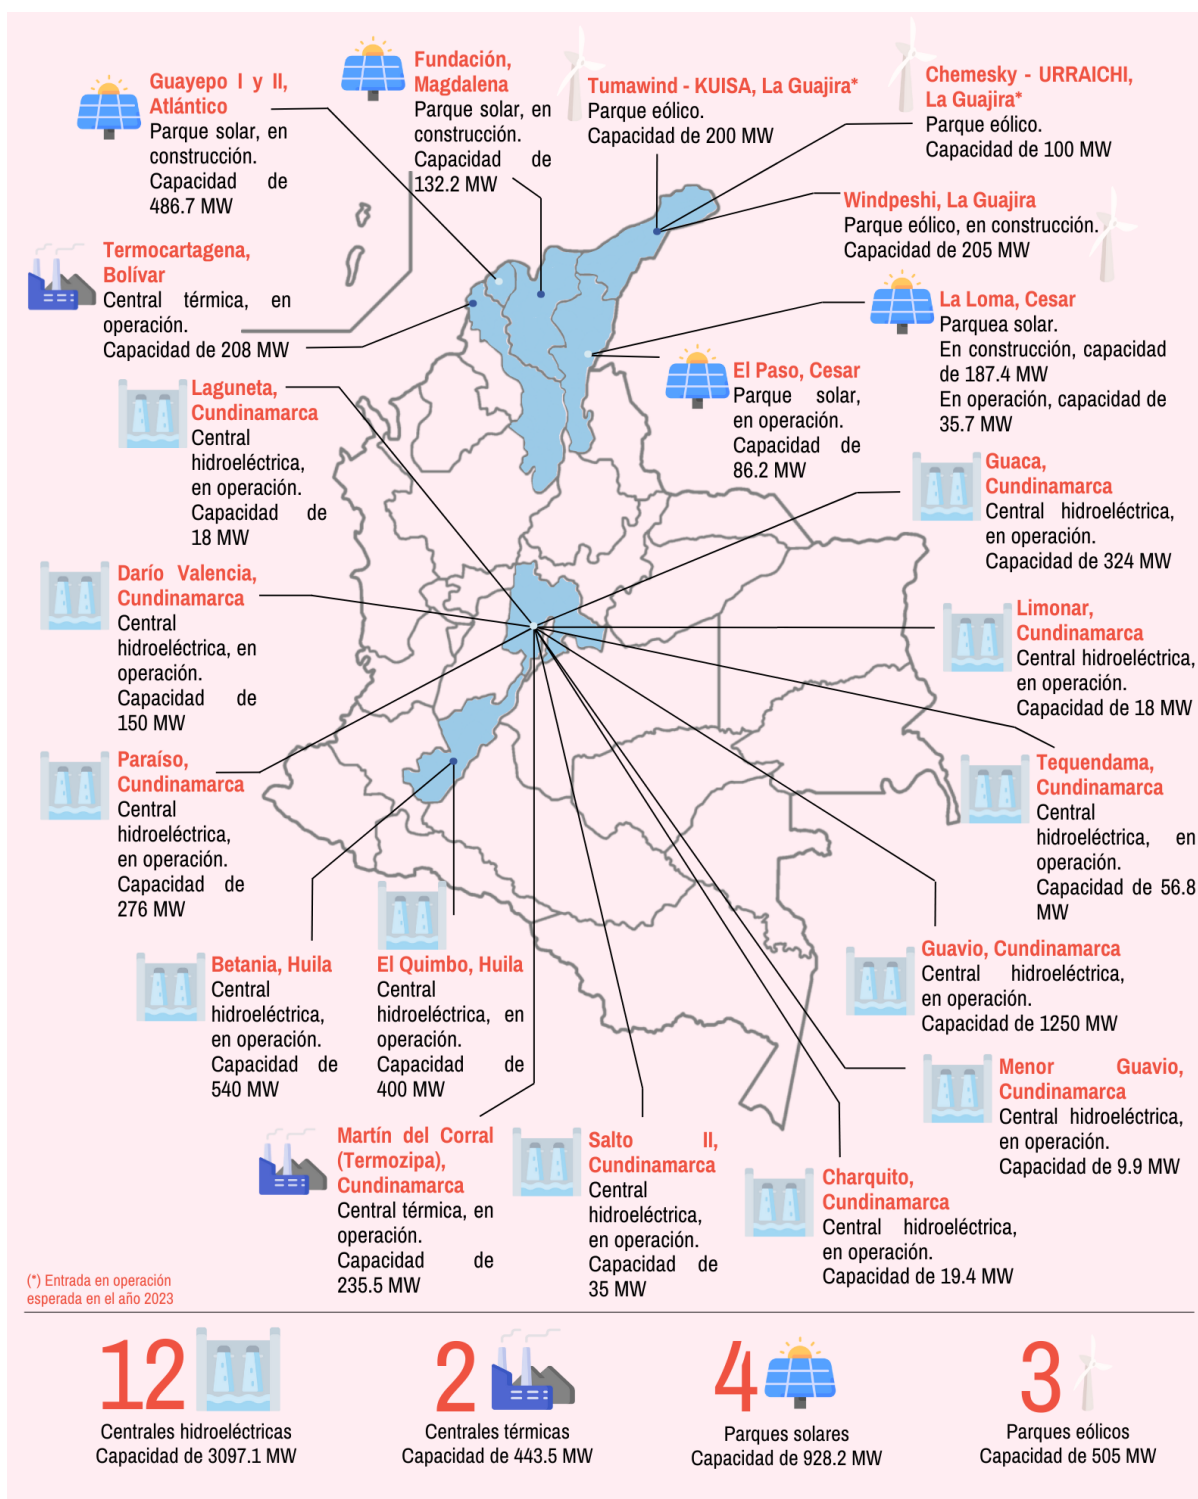 Guayepo I y II,
Atlántico
Parque solar, en
construcción.
Capacidad de
486.7 MW
Fundación,
Magdalena
Parque solar, en
construcción.
Capacidad de
132.2 MW
Tumawind - KUISA, La Guajira*
Parque eólico.
Capacidad de 200 MW
Chemesky - URRAICHI,
La Guajira*
Parque eólico.
Capacidad de 100 MW
Windpeshi, La Guajira
Parque eólico, en construcción.
Capacidad de 205 MW
Termocartagena,
Bolívar
Central térmica, en
operación.
Capacidad de 208 MW
La Loma, Cesar
Parquea solar.
En construcción, capacidad
de 187.4 MW
En operación, capacidad de
35.7 MW
El Paso, Cesar
Parque solar,
en operación.
Capacidad de
86.2 MW
Laguneta,
Cundinamarca
Central
hidroeléctrica,
en operación.
Capacidad de
18 MW
Guaca,
Cundinamarca
Central hidroeléctrica,
en operación.
Capacidad de 324 MW
Darío Valencia,
Cundinamarca
Central
hidroeléctrica, en
operación.
Capacidad de
150 MW
Limonar,
Cundinamarca
Central hidroeléctrica,
en operación.
Capacidad de 18 MW
Paraíso,
Cundinamarca
Central
hidroeléctrica,
en operación.
Capacidad de
276 MW
Tequendama,
Cundinamarca
Central
hidroeléctrica, en
operación.
Capacidad de 56.8
MW
Betania, Huila
Central
hidroeléctrica,
en operación.
Capacidad de
540 MW
El Quimbo, Huila
Central
hidroeléctrica, en
operación.
Capacidad de
400 MW
Guavio, Cundinamarca
Central hidroeléctrica,
en operación.
Capacidad de 1250 MW
Menor Guavio,
Cundinamarca
Central hidroeléctrica,
en operación.
Capacidad de 9.9 MW
Martín del Corral
(Termozipa),
Cundinamarca
Central térmica, en
operación.
Capacidad de
235.5 MW
Salto II,
Cundinamarca
Central
hidroeléctrica,
en operación.
Capacidad de
35 MW
Charquito,
Cundinamarca
Central hidroeléctrica,
en operación.
Capacidad de 19.4 MW
(*) Entrada en operación
esperada en el año 2023
12
Centrales hidroeléctricas
Capacidad de 3097.1 MW
2
Centrales térmicas
Capacidad de 443.5 MW
4
Parques solares
Capacidad de 928.2 MW
3
Parques eólicos
Capacidad de 505 MW